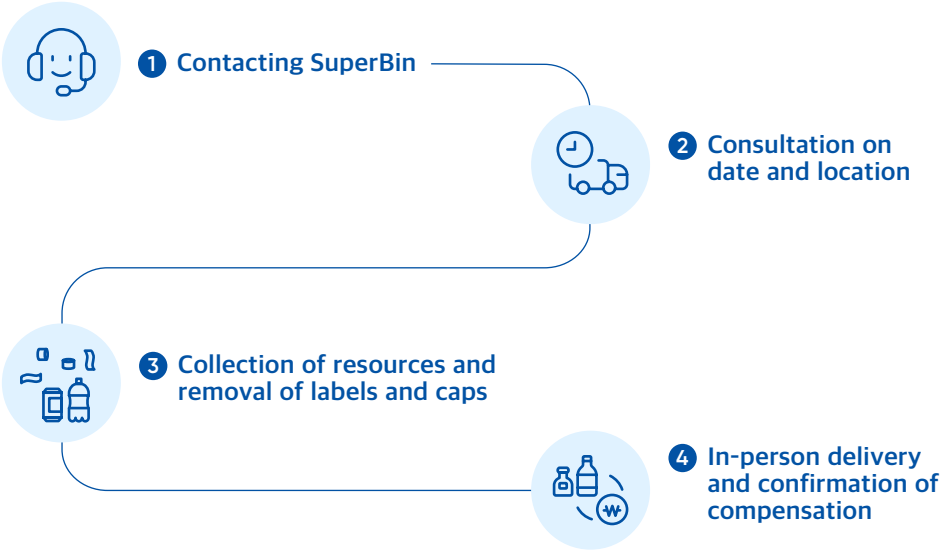 1 Contacting SuperBin
2 Consultation on
date and location
3 Collection of resources and
removal of labels and caps
4 In-person delivery
and confirmation of
compensation
₩